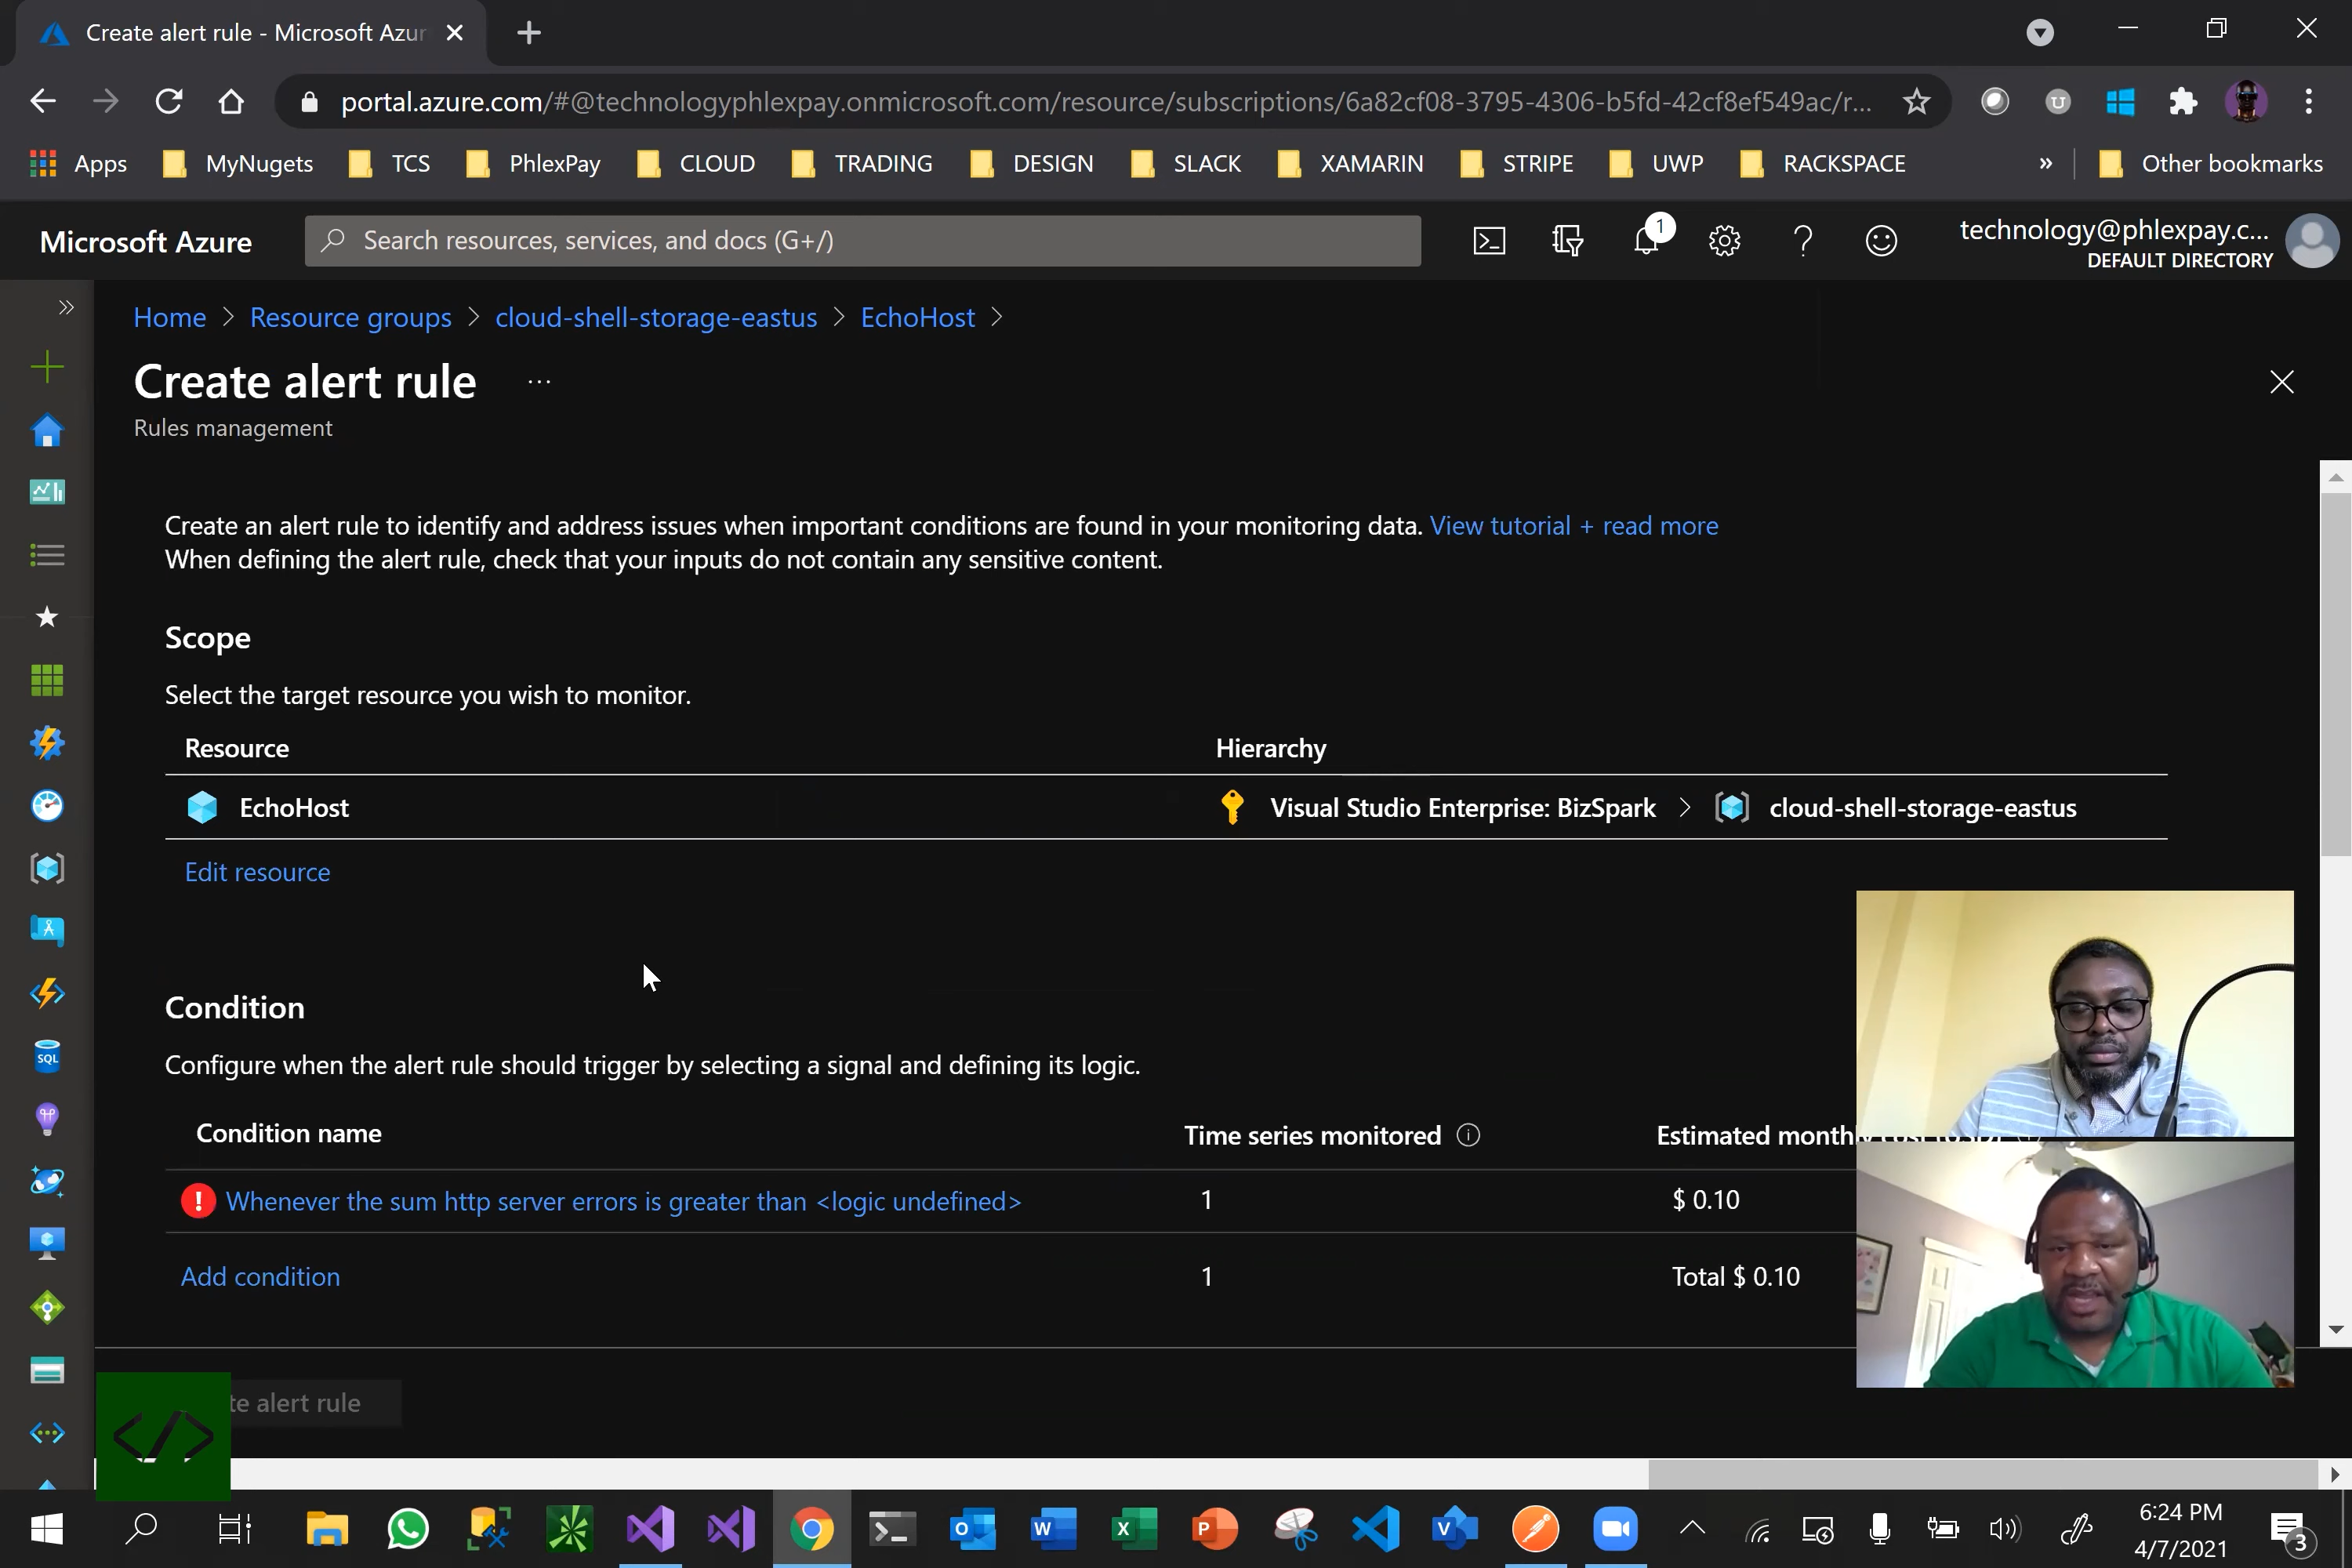 Create alert rule - Microsoft Azur
portal.azure.com/#@technologyphlexpay.onmicrosoft.com/resource/subscriptions/6a82cf08-3795-4306-b5fd-42cf8ef549ac/r...
Apps MyNugets TCS PhlexPay CLOUD TRADING DESIGN SLACK XAMARIN STRIPE UWP RACKSPACE » Other bookmarks
Microsoft Azure Search resources, services, and docs (G+/) 1 technology@phlexpay.c...
DEFAULT DIRECTORY
Home > Resource groups > cloud-shell-storage-eastus > EchoHost >
Create alert rule ...
Rules management
Create an alert rule to identify and address issues when important conditions are found in your monitoring data. View tutorial + read more
When defining the alert rule, check that your inputs do not contain any sensitive content.
Scope
Select the target resource you wish to monitor.
Resource Hierarchy
EchoHost Visual Studio Enterprise: BizSpark > cloud-shell-storage-eastus
Edit resource
Condition
Configure when the alert rule should trigger by selecting a signal and defining its logic.
Condition name Time series monitored Estimated month
Whenever the sum http server errors is greater than <logic undefined> 1 $ 0.10
Add condition 1 Total $ 0.10
te alert rule
</>
SQL
6:24 PM
4/7/2021
3